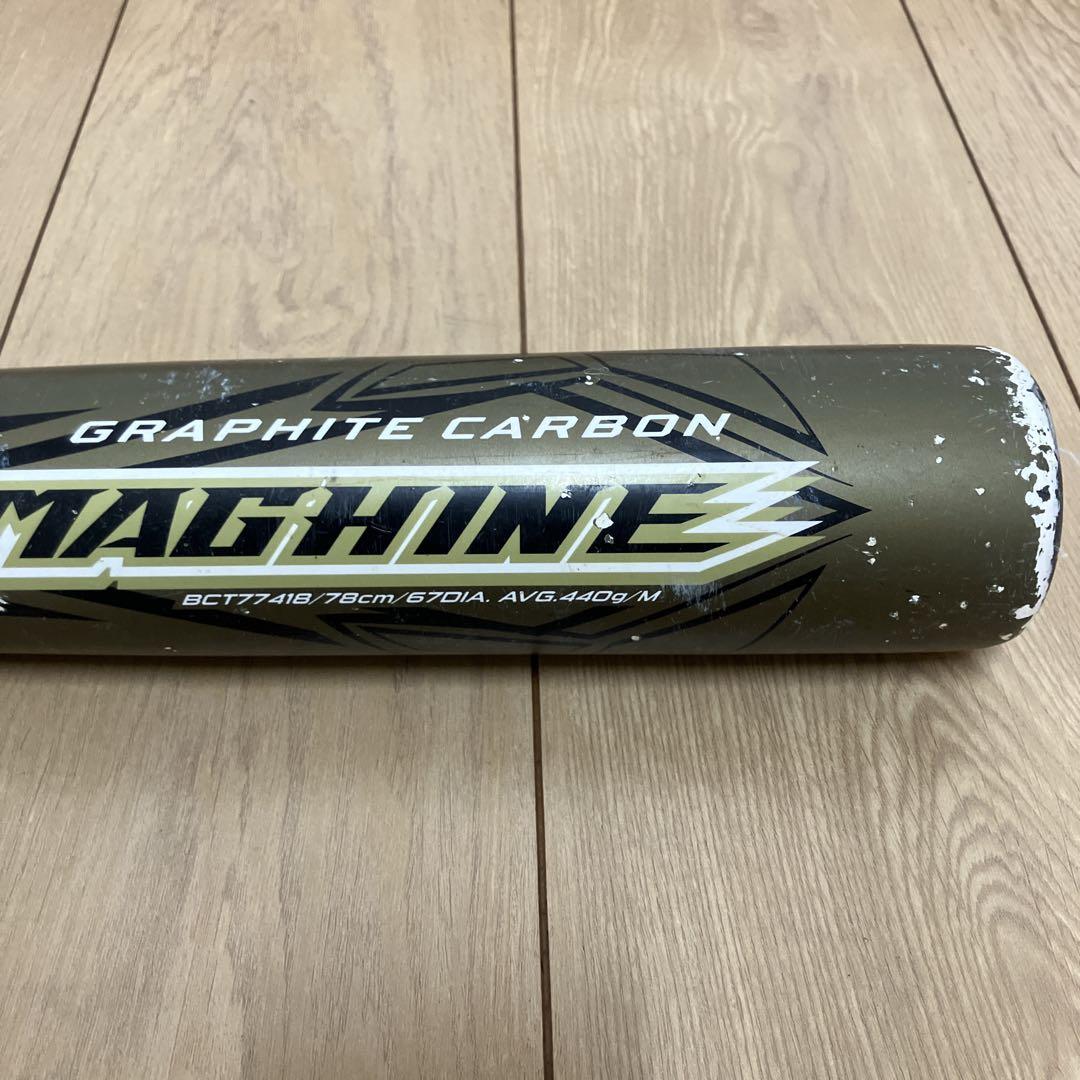 GRAPHITE CARBON
MACHINE
BCT77418/78cm/67DIA. AVG.440g/M